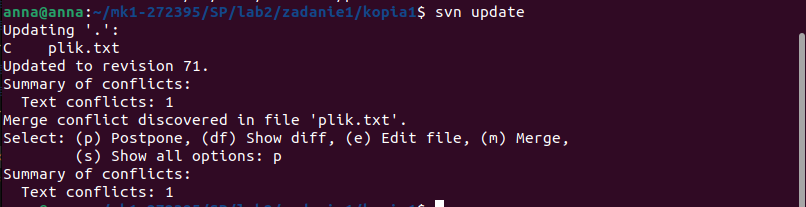 anna@anna:~/mk1-272395/SP/lab2/zadanie1/kopia1$ svn update
Updating '.':
C    plik.txt
Updated to revision 71.
Summary of conflicts:
  Text conflicts: 1
Merge conflict discovered in file 'plik.txt'.
Select: (p) Postpone, (df) Show diff, (e) Edit file, (m) Merge,
        (s) Show all options: p
Summary of conflicts:
  Text conflicts: 1